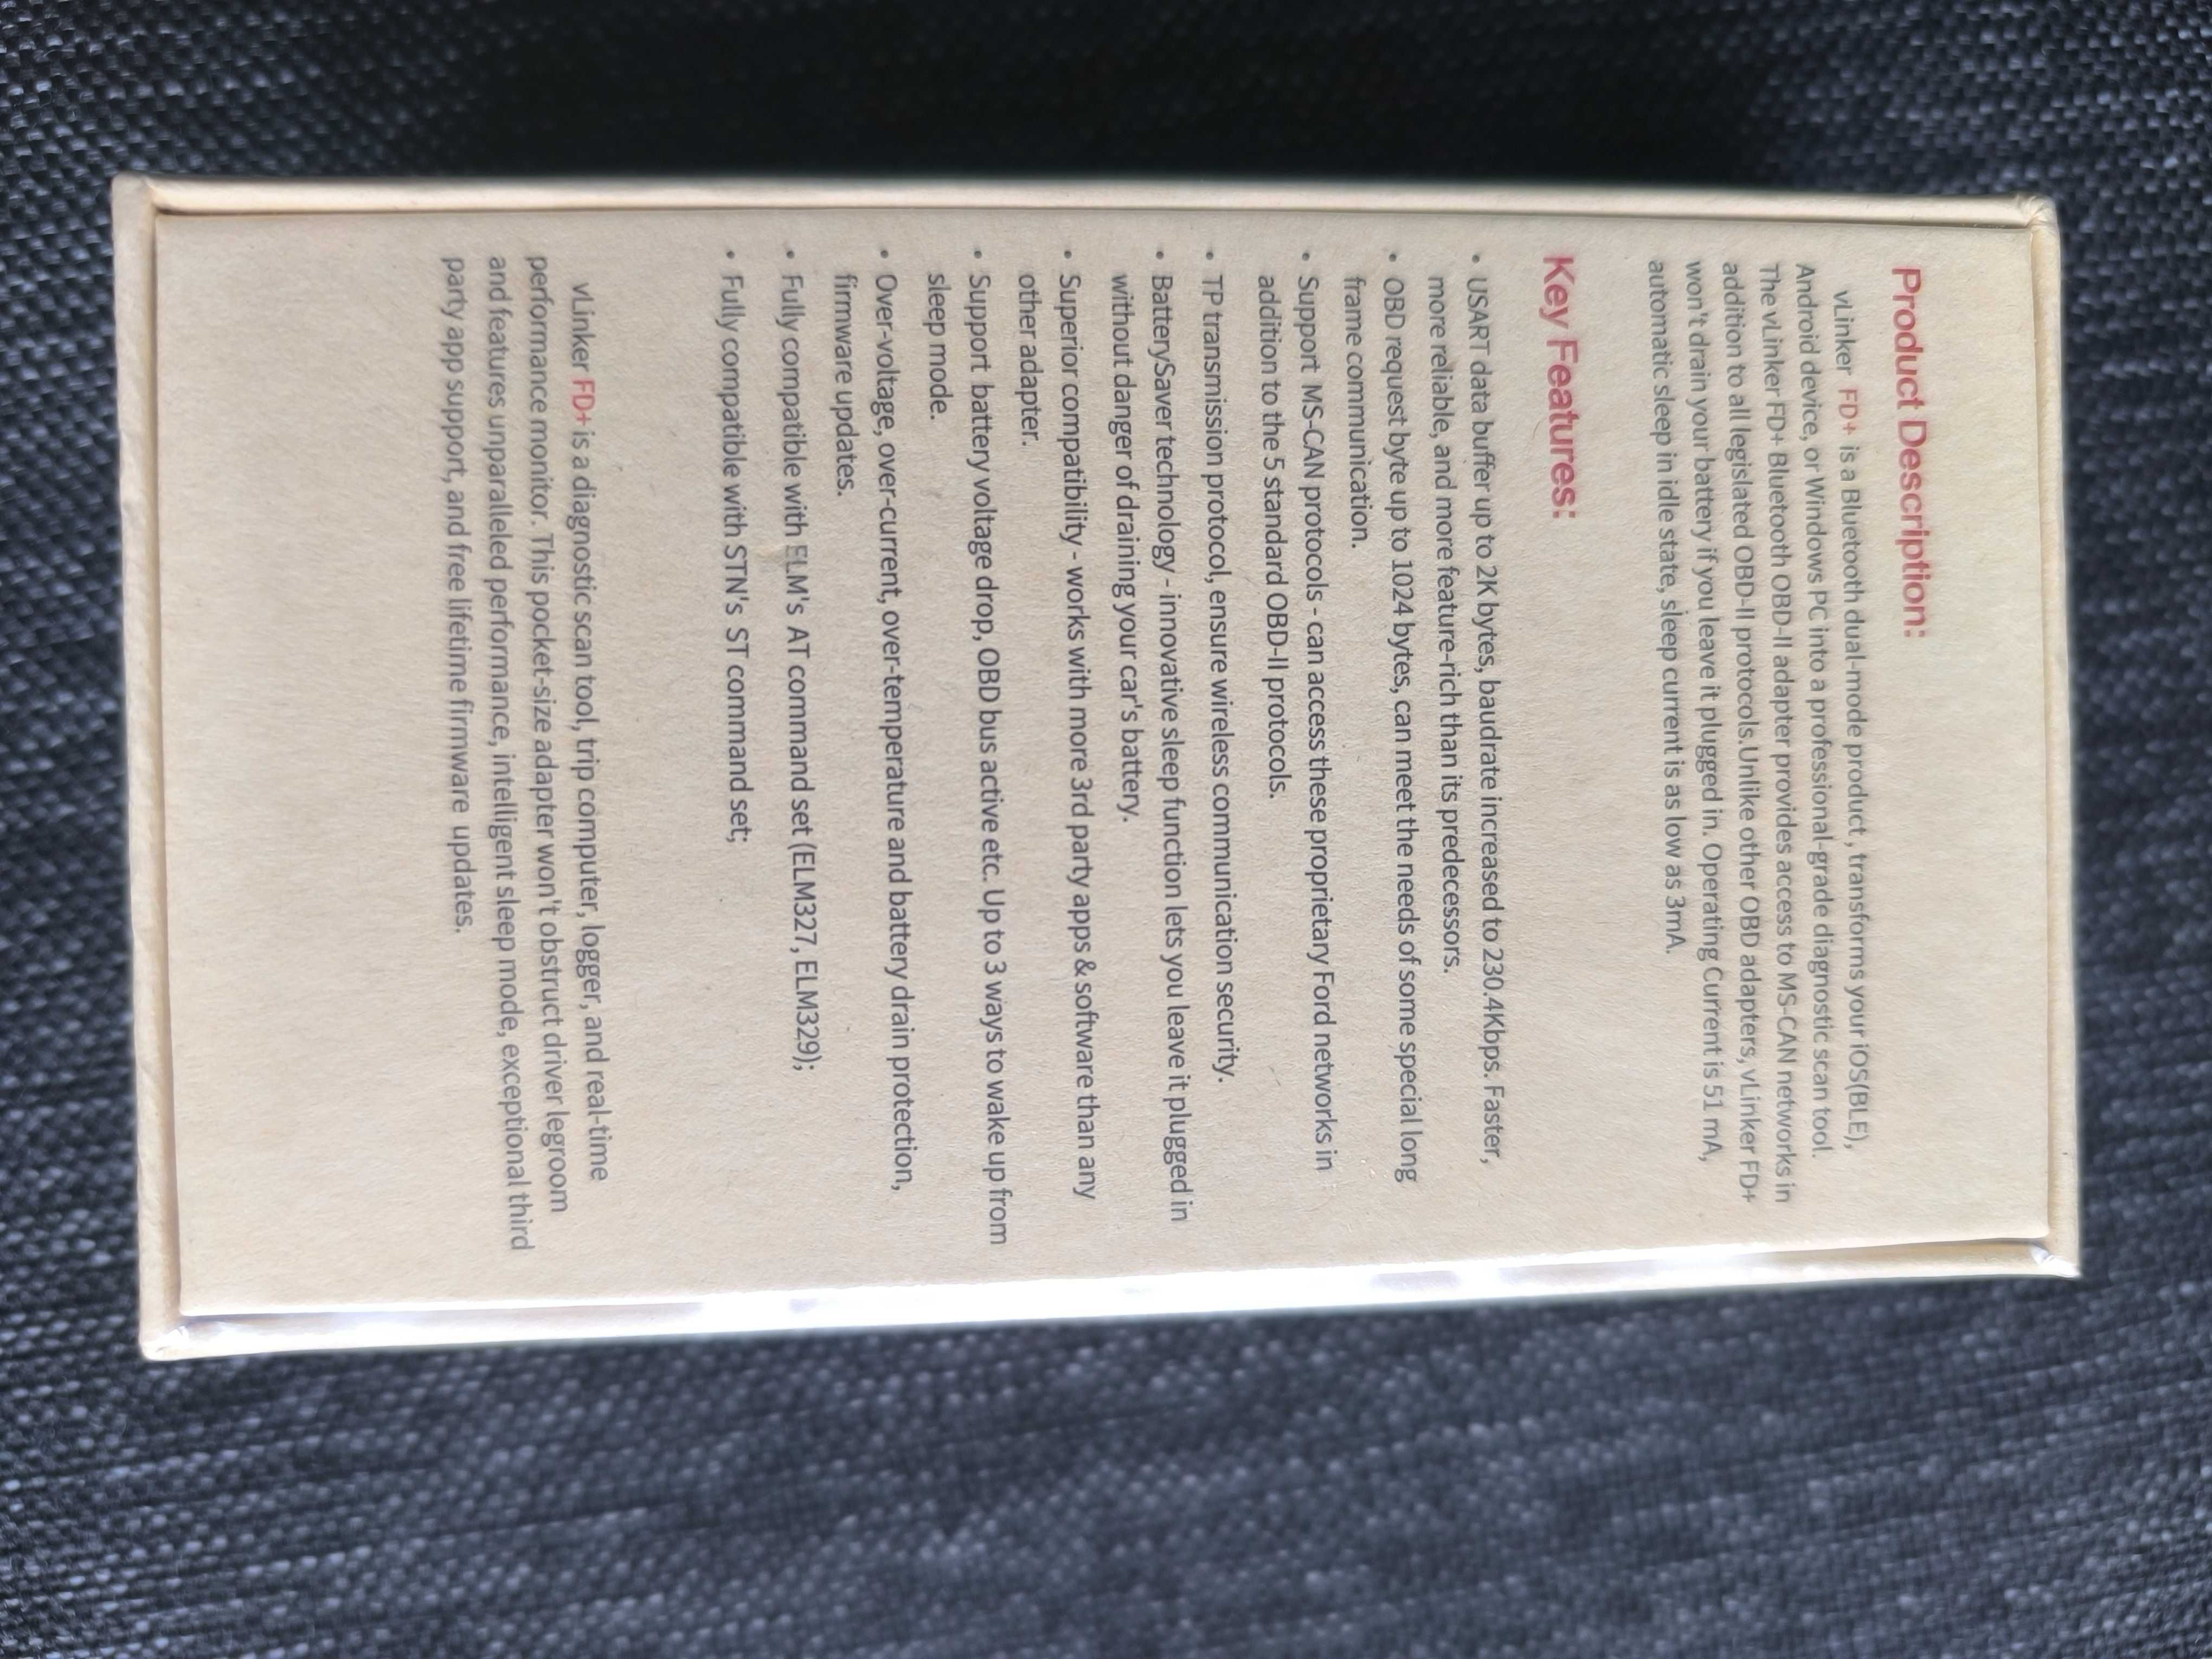 Product Description:
vLinker FD+ is a Bluetooth dual-mode product , transforms your iOS(BLE),
Android device, or Windows PC into a professional-grade diagnostic scan tool.
The vLinker FD+ Bluetooth OBD-II adapter provides access to MS-CAN networks in
addition to all legislated OBD-II protocols.Unlike other OBD adapters, vLinker FD+
won't drain your battery if you leave it plugged in. Operating Current is 51 mA,
automatic sleep in idle state, sleep current is as low as 3mA.
Key Features:
• USART data buffer up to 2K bytes, baudrate increased to 230.4Kbps. Faster,
more reliable, and more feature-rich than its predecessors.
• OBD request byte up to 1024 bytes, can meet the needs of some special long
frame communication.
• Support MS-CAN protocols - can access these proprietary Ford networks in
addition to the 5 standard OBD-II protocols.
• TP transmission protocol, ensure wireless communication security.
• BatterySaver technology - innovative sleep function lets you leave it plugged in
without danger of draining your car's battery.
• Superior compatibility - works with more 3rd party apps & software than any
other adapter.
• Support battery voltage drop, OBD bus active etc. Up to 3 ways to wake up from
sleep mode.
• Over-voltage, over-current, over-temperature and battery drain protection,
firmware updates.
• Fully compatible with ELM's AT command set (ELM327, ELM329);
• Fully compatible with STN's ST command set;
vLinker FD+ is a diagnostic scan tool, trip computer, logger, and real-time
performance monitor. This pocket-size adapter won't obstruct driver legroom
and features unparalleled performance, intelligent sleep mode, exceptional third
party app support, and free lifetime firmware updates.